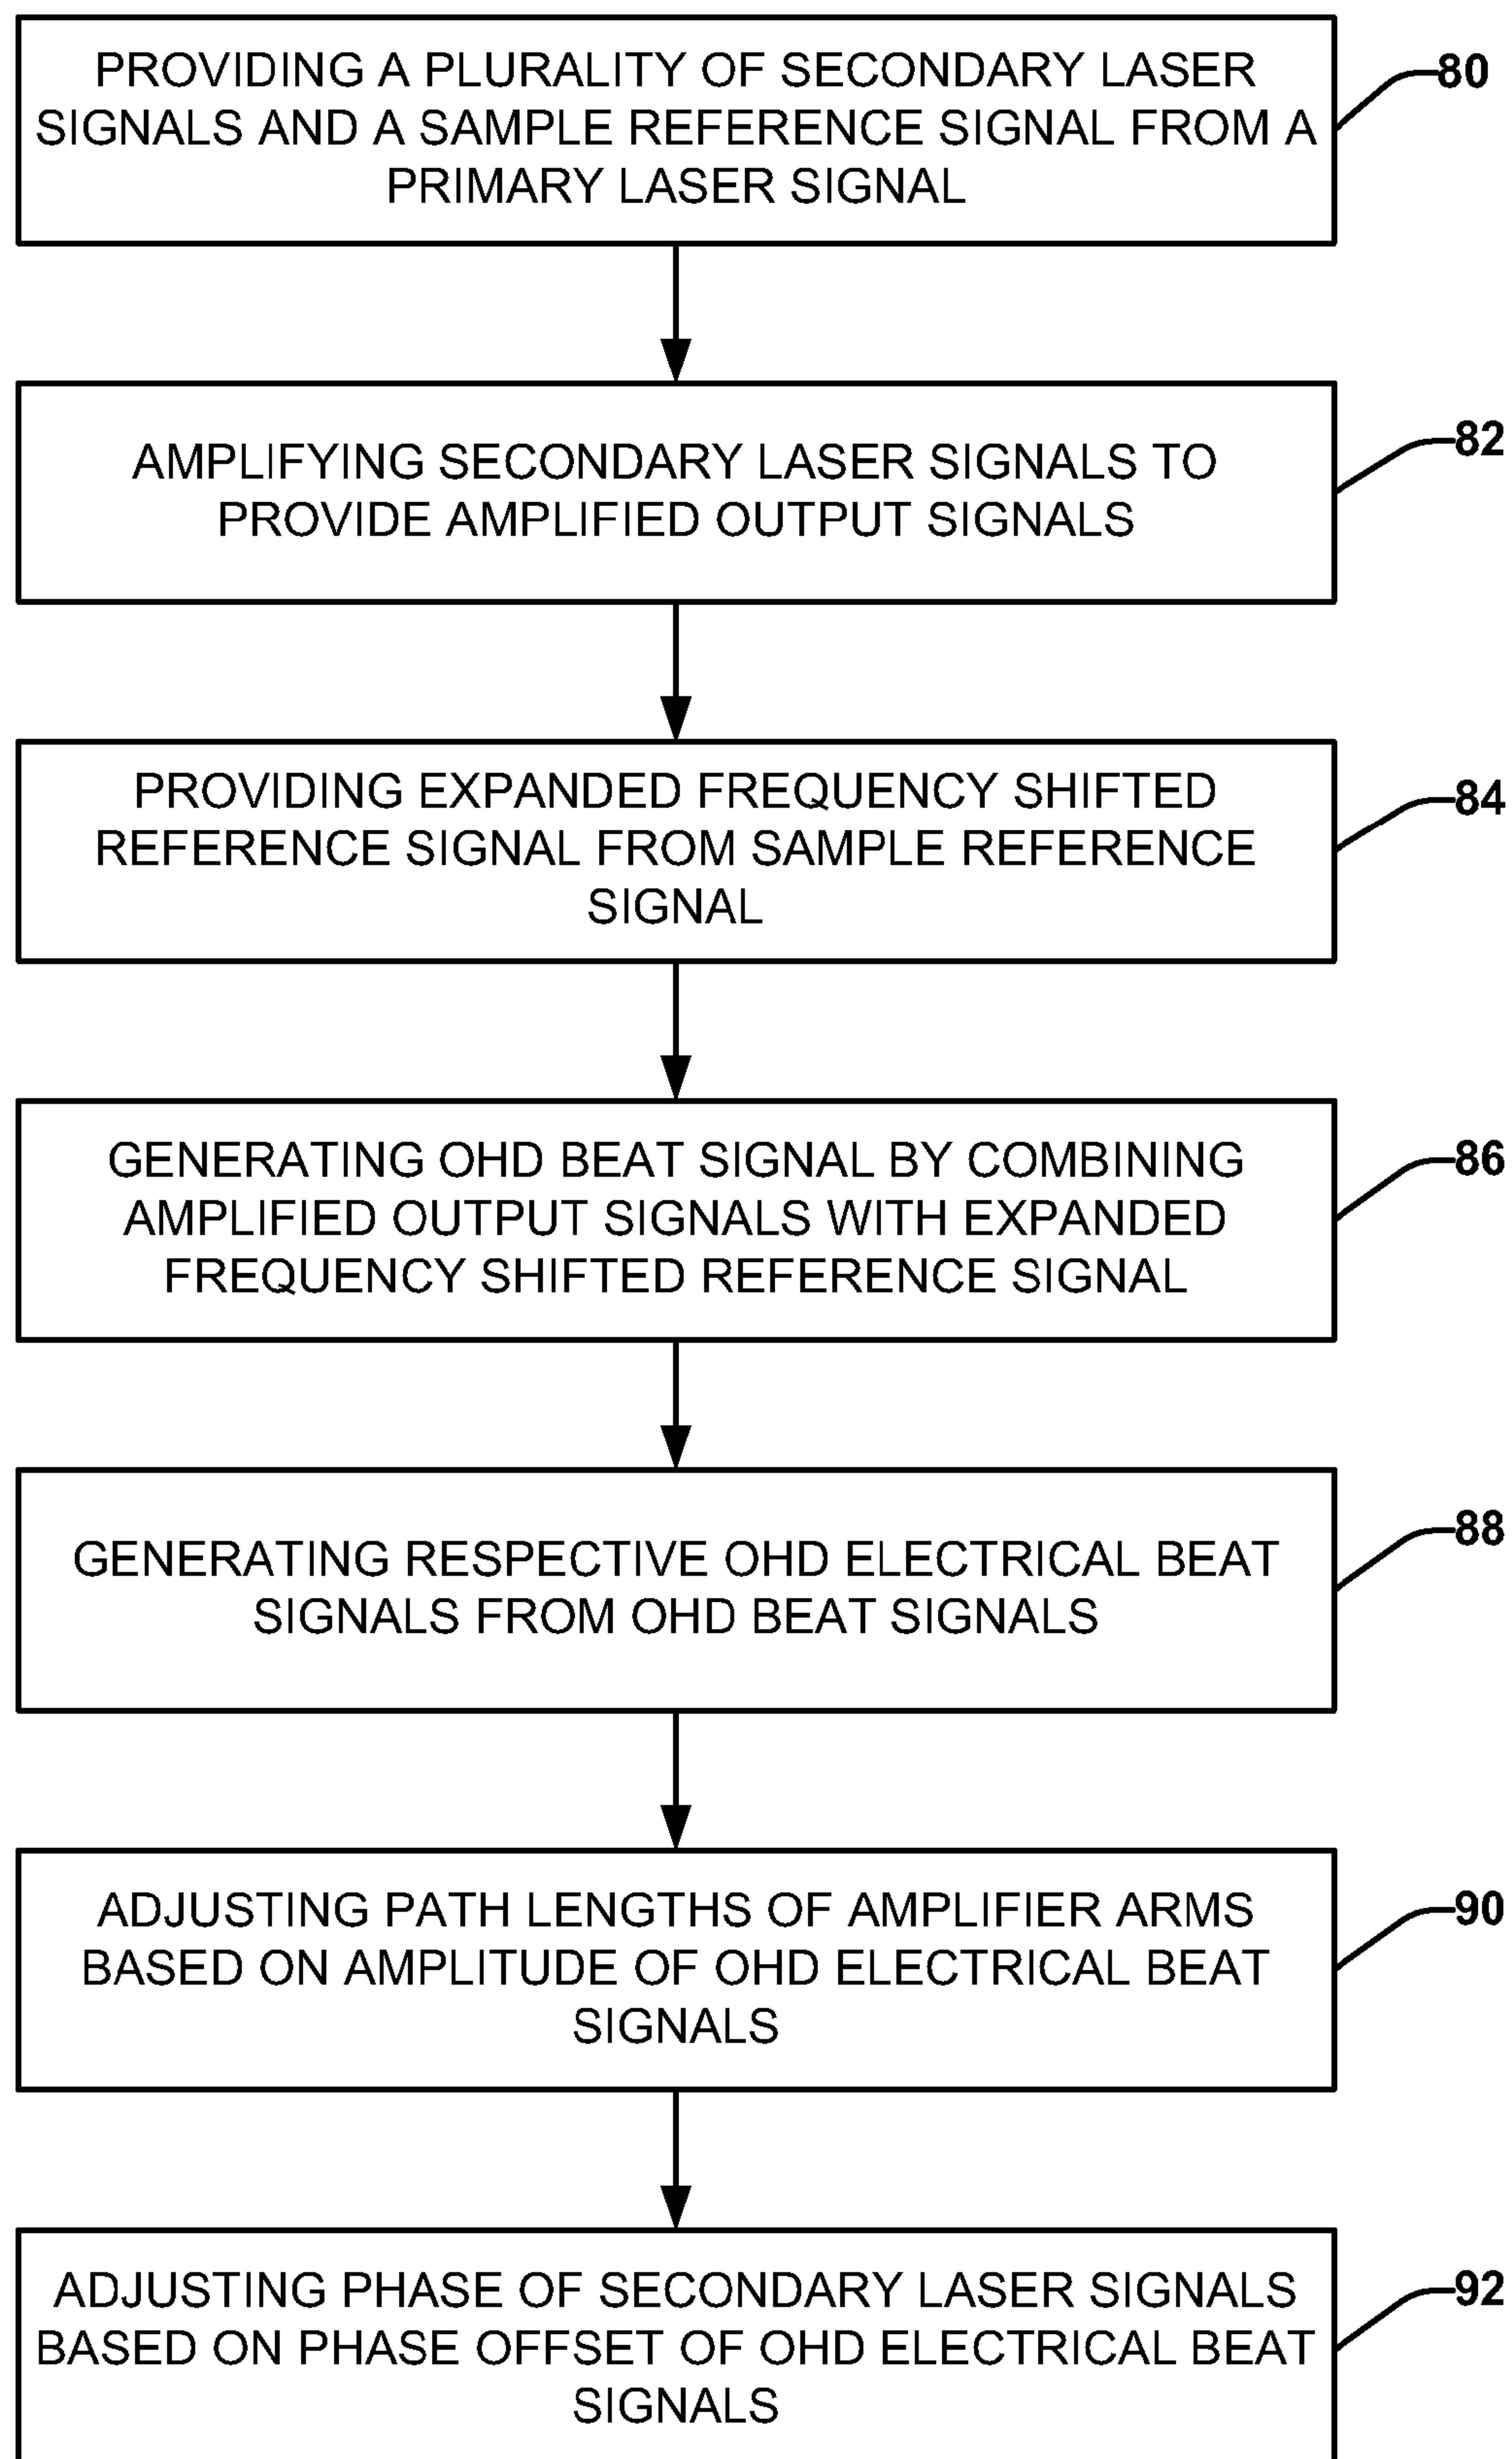 PROVIDING A PLURALITY OF SECONDARY LASER
SIGNALS AND A SAMPLE REFERENCE SIGNAL FROM A
PRIMARY LASER SIGNAL
80
AMPLIFYING SECONDARY LASER SIGNALS TO
PROVIDE AMPLIFIED OUTPUT SIGNALS
82
PROVIDING EXPANDED FREQUENCY SHIFTED
REFERENCE SIGNAL FROM SAMPLE REFERENCE
SIGNAL
84
GENERATING OHD BEAT SIGNAL BY COMBINING
AMPLIFIED OUTPUT SIGNALS WITH EXPANDED
FREQUENCY SHIFTED REFERENCE SIGNAL
86
GENERATING RESPECTIVE OHD ELECTRICAL BEAT
SIGNALS FROM OHD BEAT SIGNALS
88
ADJUSTING PATH LENGTHS OF AMPLIFIER ARMS
BASED ON AMPLITUDE OF OHD ELECTRICAL BEAT
SIGNALS
90
ADJUSTING PHASE OF SECONDARY LASER SIGNALS
BASED ON PHASE OFFSET OF OHD ELECTRICAL BEAT
SIGNALS
92